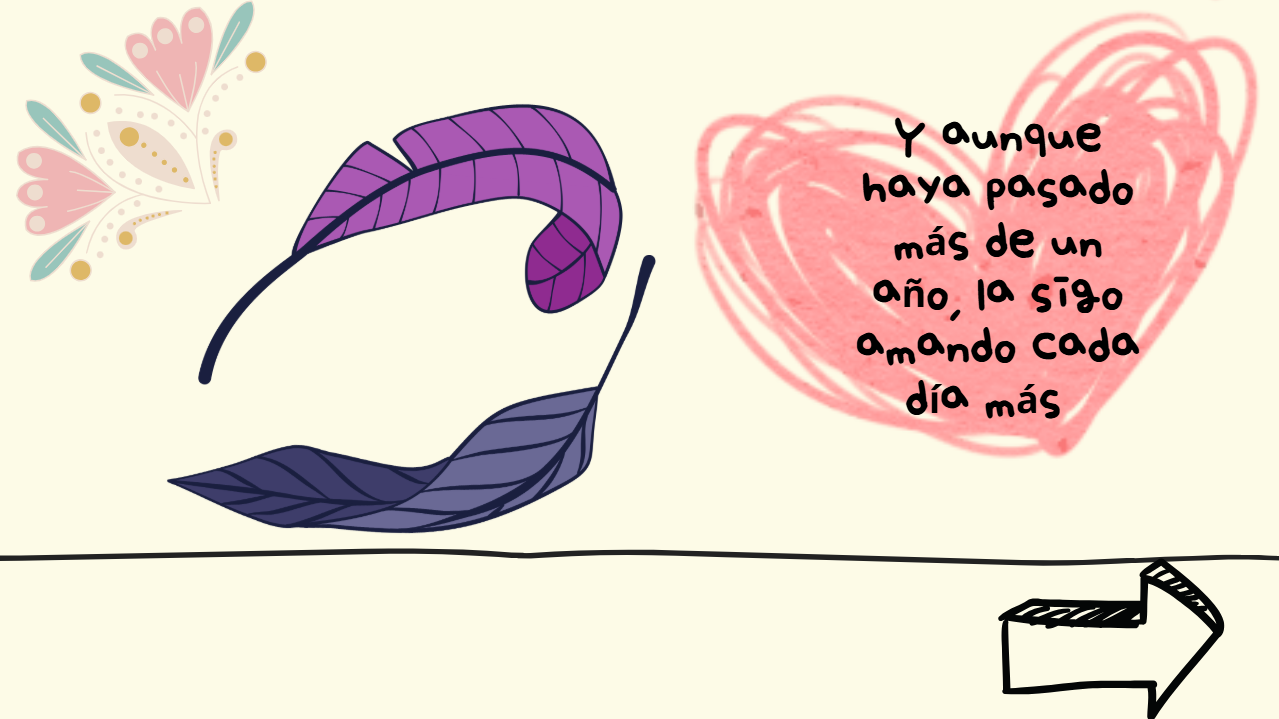 Y aunque
haya pasado
más de un
año, la sigo
amando cada
día más